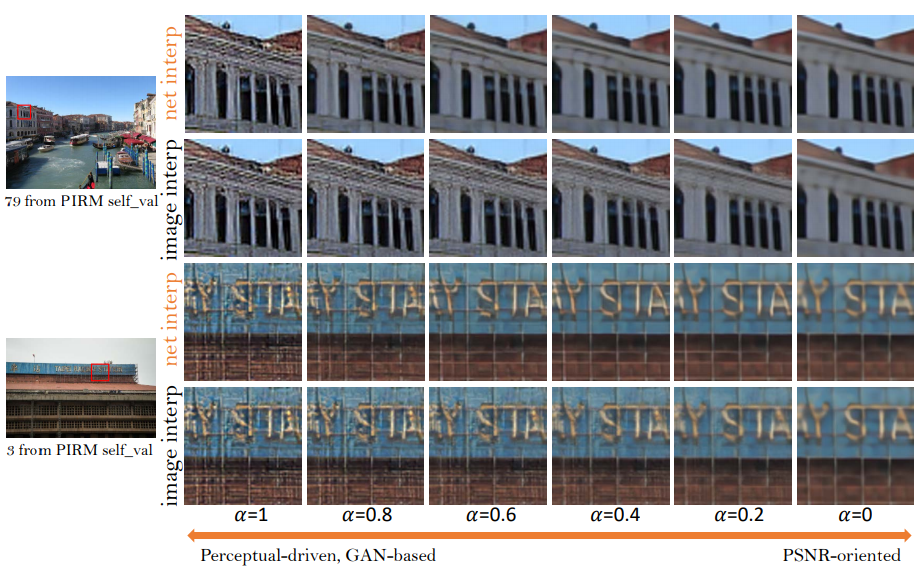 net interp
79 from PIRM self_val
image interp
net interp
Y STA
Y STA
Y STA
Y STA
Y STA
Y STA
3 from PIRM self_val
image interp
Y STA
Y STA
Y STA
Y STA
Y STA
Y STA
α=1 α=0.8 α=0.6 α=0.4 α=0.2 α=0
Perceptual-driven, GAN-based PSNR-oriented